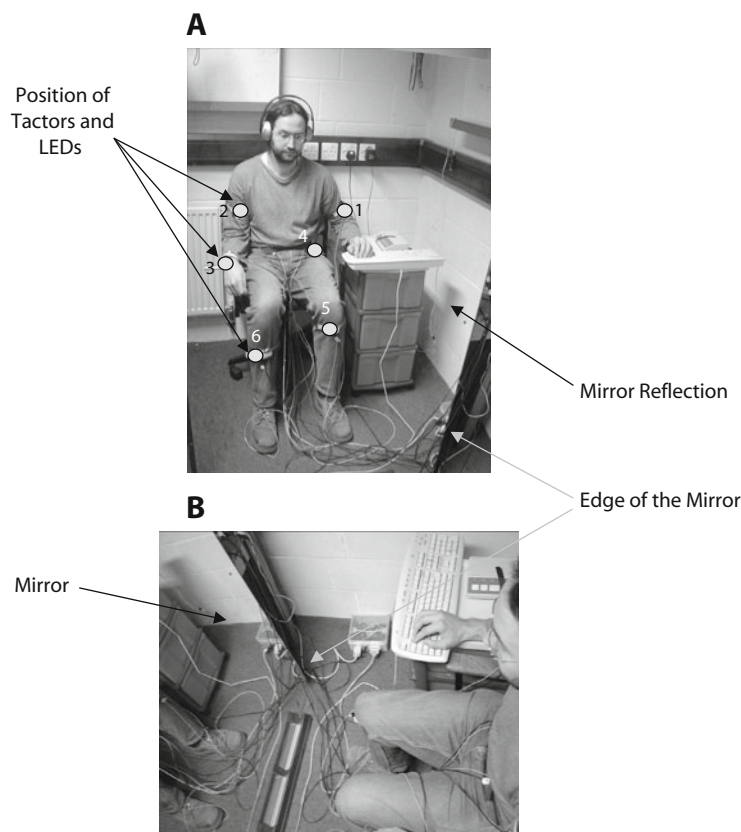 A
Position of
Tactors and
LEDs
2
1
4
3
5
6
Mirror Reflection
B
Edge of the Mirror
Mirror